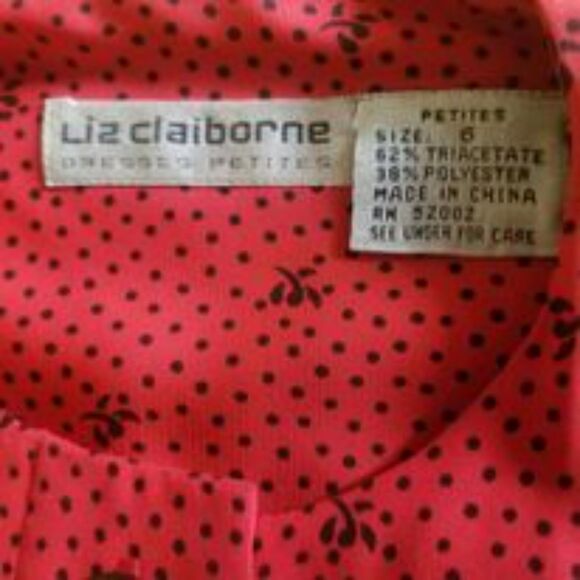 Liz claiborne
DRESSES PETITES
PETITES
SIZE: 6
62% TRIACETATE
38% POLYESTER
MADE IN CHINA
RN 52002
SEE UNDER FOR CARE